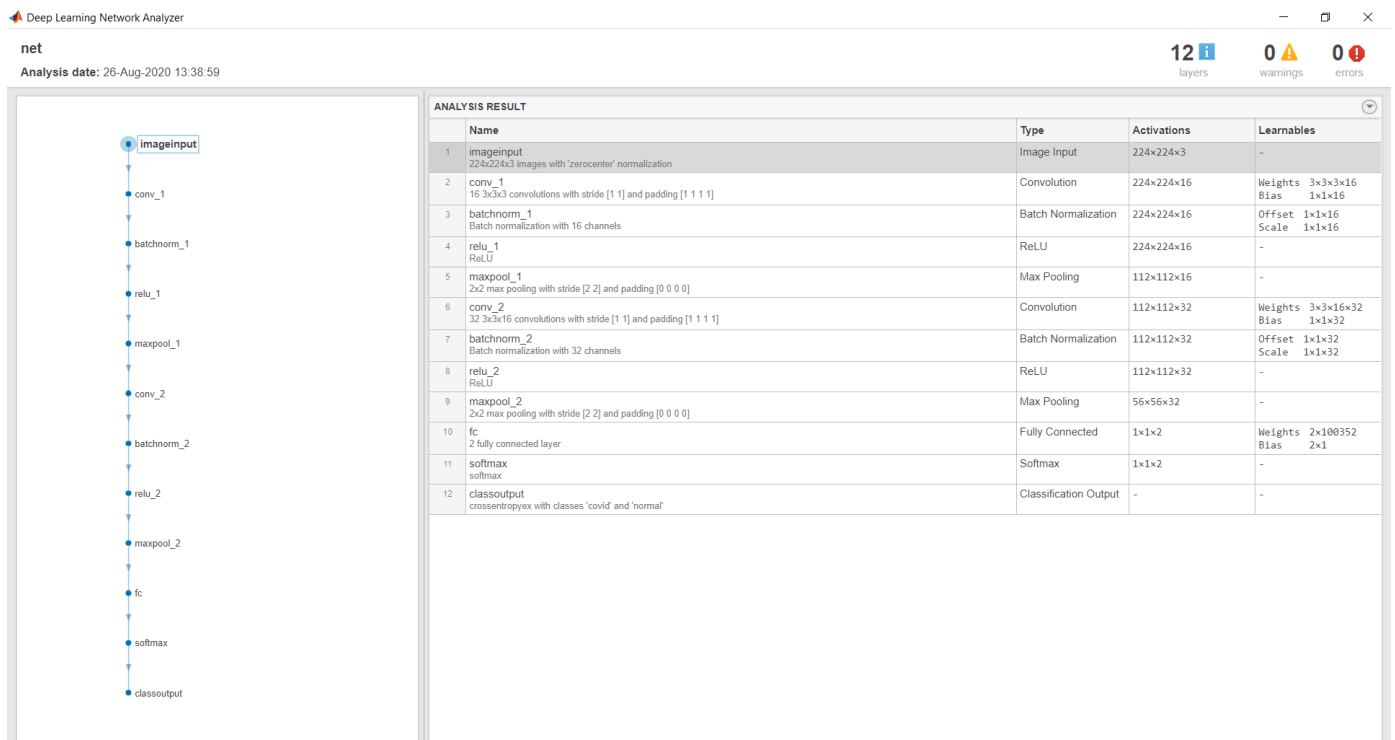 Deep Learning Network Analyzer
net
Analysis date: 26-Aug-2020 13:38:59
12 i
layers
0
warnings
0
errors
imageinput
conv_1
batchnorm_1
relu_1
maxpool_1
conv_2
batchnorm_2
relu_2
maxpool_2
fc
softmax
classoutput
ANALYSIS RESULT
Name Type Activations Learnables
1 imageinput Image Input 224×224×3 -
224x224x3 images with 'zerocenter' normalization
2 conv_1 Convolution 224×224×16 Weights 3×3×3×16
16 3x3x3 convolutions with stride [1 1] and padding [1 1 1 1] Bias 1×1×16
3 batchnorm_1 Batch Normalization 224×224×16 Offset 1×1×16
Batch normalization with 16 channels Scale 1×1×16
4 relu_1 ReLU 224×224×16 -
ReLU
5 maxpool_1 Max Pooling 112×112×16 -
2x2 max pooling with stride [2 2] and padding [0 0 0 0]
6 conv_2 Convolution 112×112×32 Weights 3×3×16×32
32 3x3x16 convolutions with stride [1 1] and padding [1 1 1 1] Bias 1×1×32
7 batchnorm_2 Batch Normalization 112×112×32 Offset 1×1×32
Batch normalization with 32 channels Scale 1×1×32
8 relu_2 ReLU 112×112×32 -
ReLU
9 maxpool_2 Max Pooling 56×56×32 -
2x2 max pooling with stride [2 2] and padding [0 0 0 0]
10 fc Fully Connected 1×1×2 Weights 2×100352
2 fully connected layer Bias 2×1
11 softmax Softmax 1×1×2 -
softmax
12 classoutput Classification Output - -
crossentropyex with classes 'covid' and 'normal'